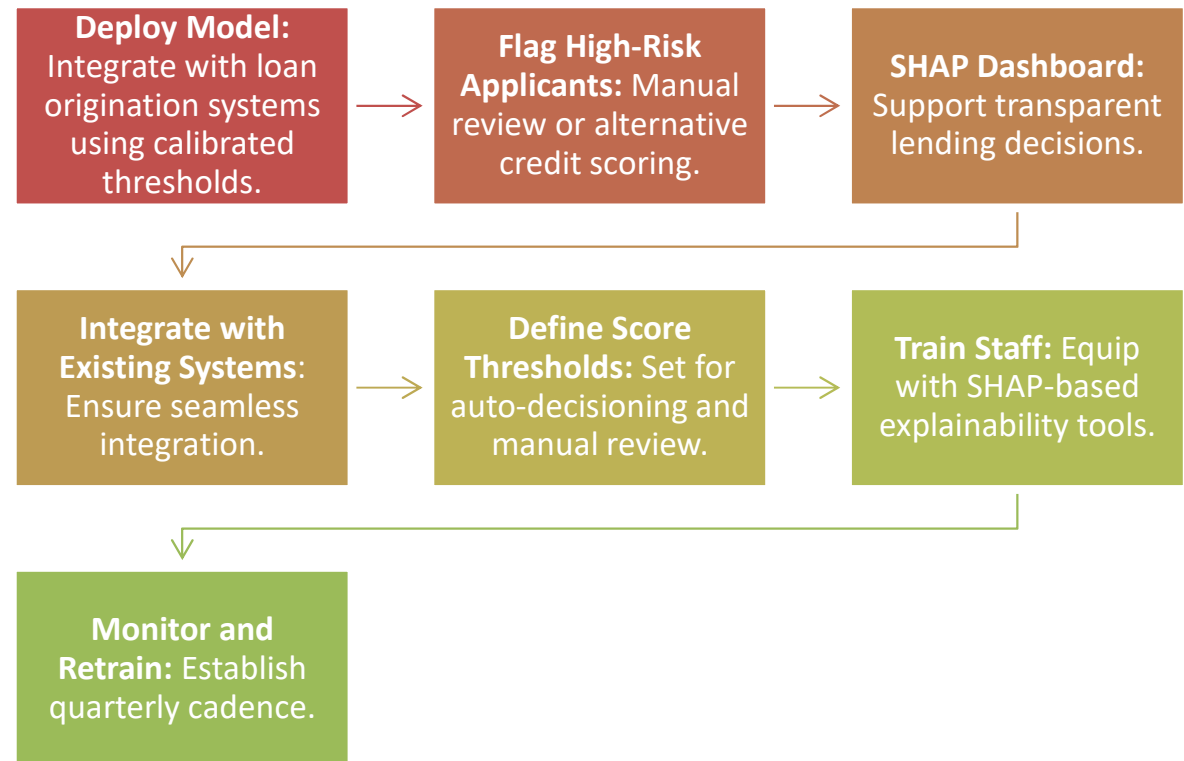 Deploy Model:
Integrate with loan
origination systems
using calibrated
thresholds.
Flag High-Risk
Applicants: Manual
review or alternative
credit scoring.
SHAP Dashboard:
Support transparent
lending decisions.
Integrate with
Existing Systems:
Ensure seamless
integration.
Define Score
Thresholds: Set for
auto-decisioning and
manual review.
Train Staff: Equip
with SHAP-based
explainability tools.
Monitor and
Retrain: Establish
quarterly cadence.